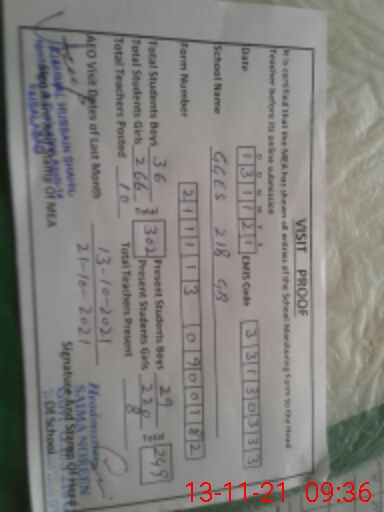 VISIT PROOF
It is certified that the MEA has shown all entries of the School Monitoring Form to the Head
Teacher before its online submission
D D M M Y Y
Date 1 3 1 1 2 1 EMIS Code 3 3 1 3 0 3 3 3
School Name GGES 218 GB
Form Number 2 1 1 1 1 3 0 9 0 0 1 8 2
Total Students Boys 36 Present Students Boys 29
Total Students Girls 266 = 302 Present Students Girls 220 = 249
Total Teachers Posted 10 Total Teachers Present 8
AEO Visit Dates of Last Month 13-10-2021
21-10-2021
HUSSAIN
Stamp Of MEA
FAISALABAD
Headmistress
SAIMA NOREEN
Signature And Stamp Of Head
Of School
13-11-21 09:36